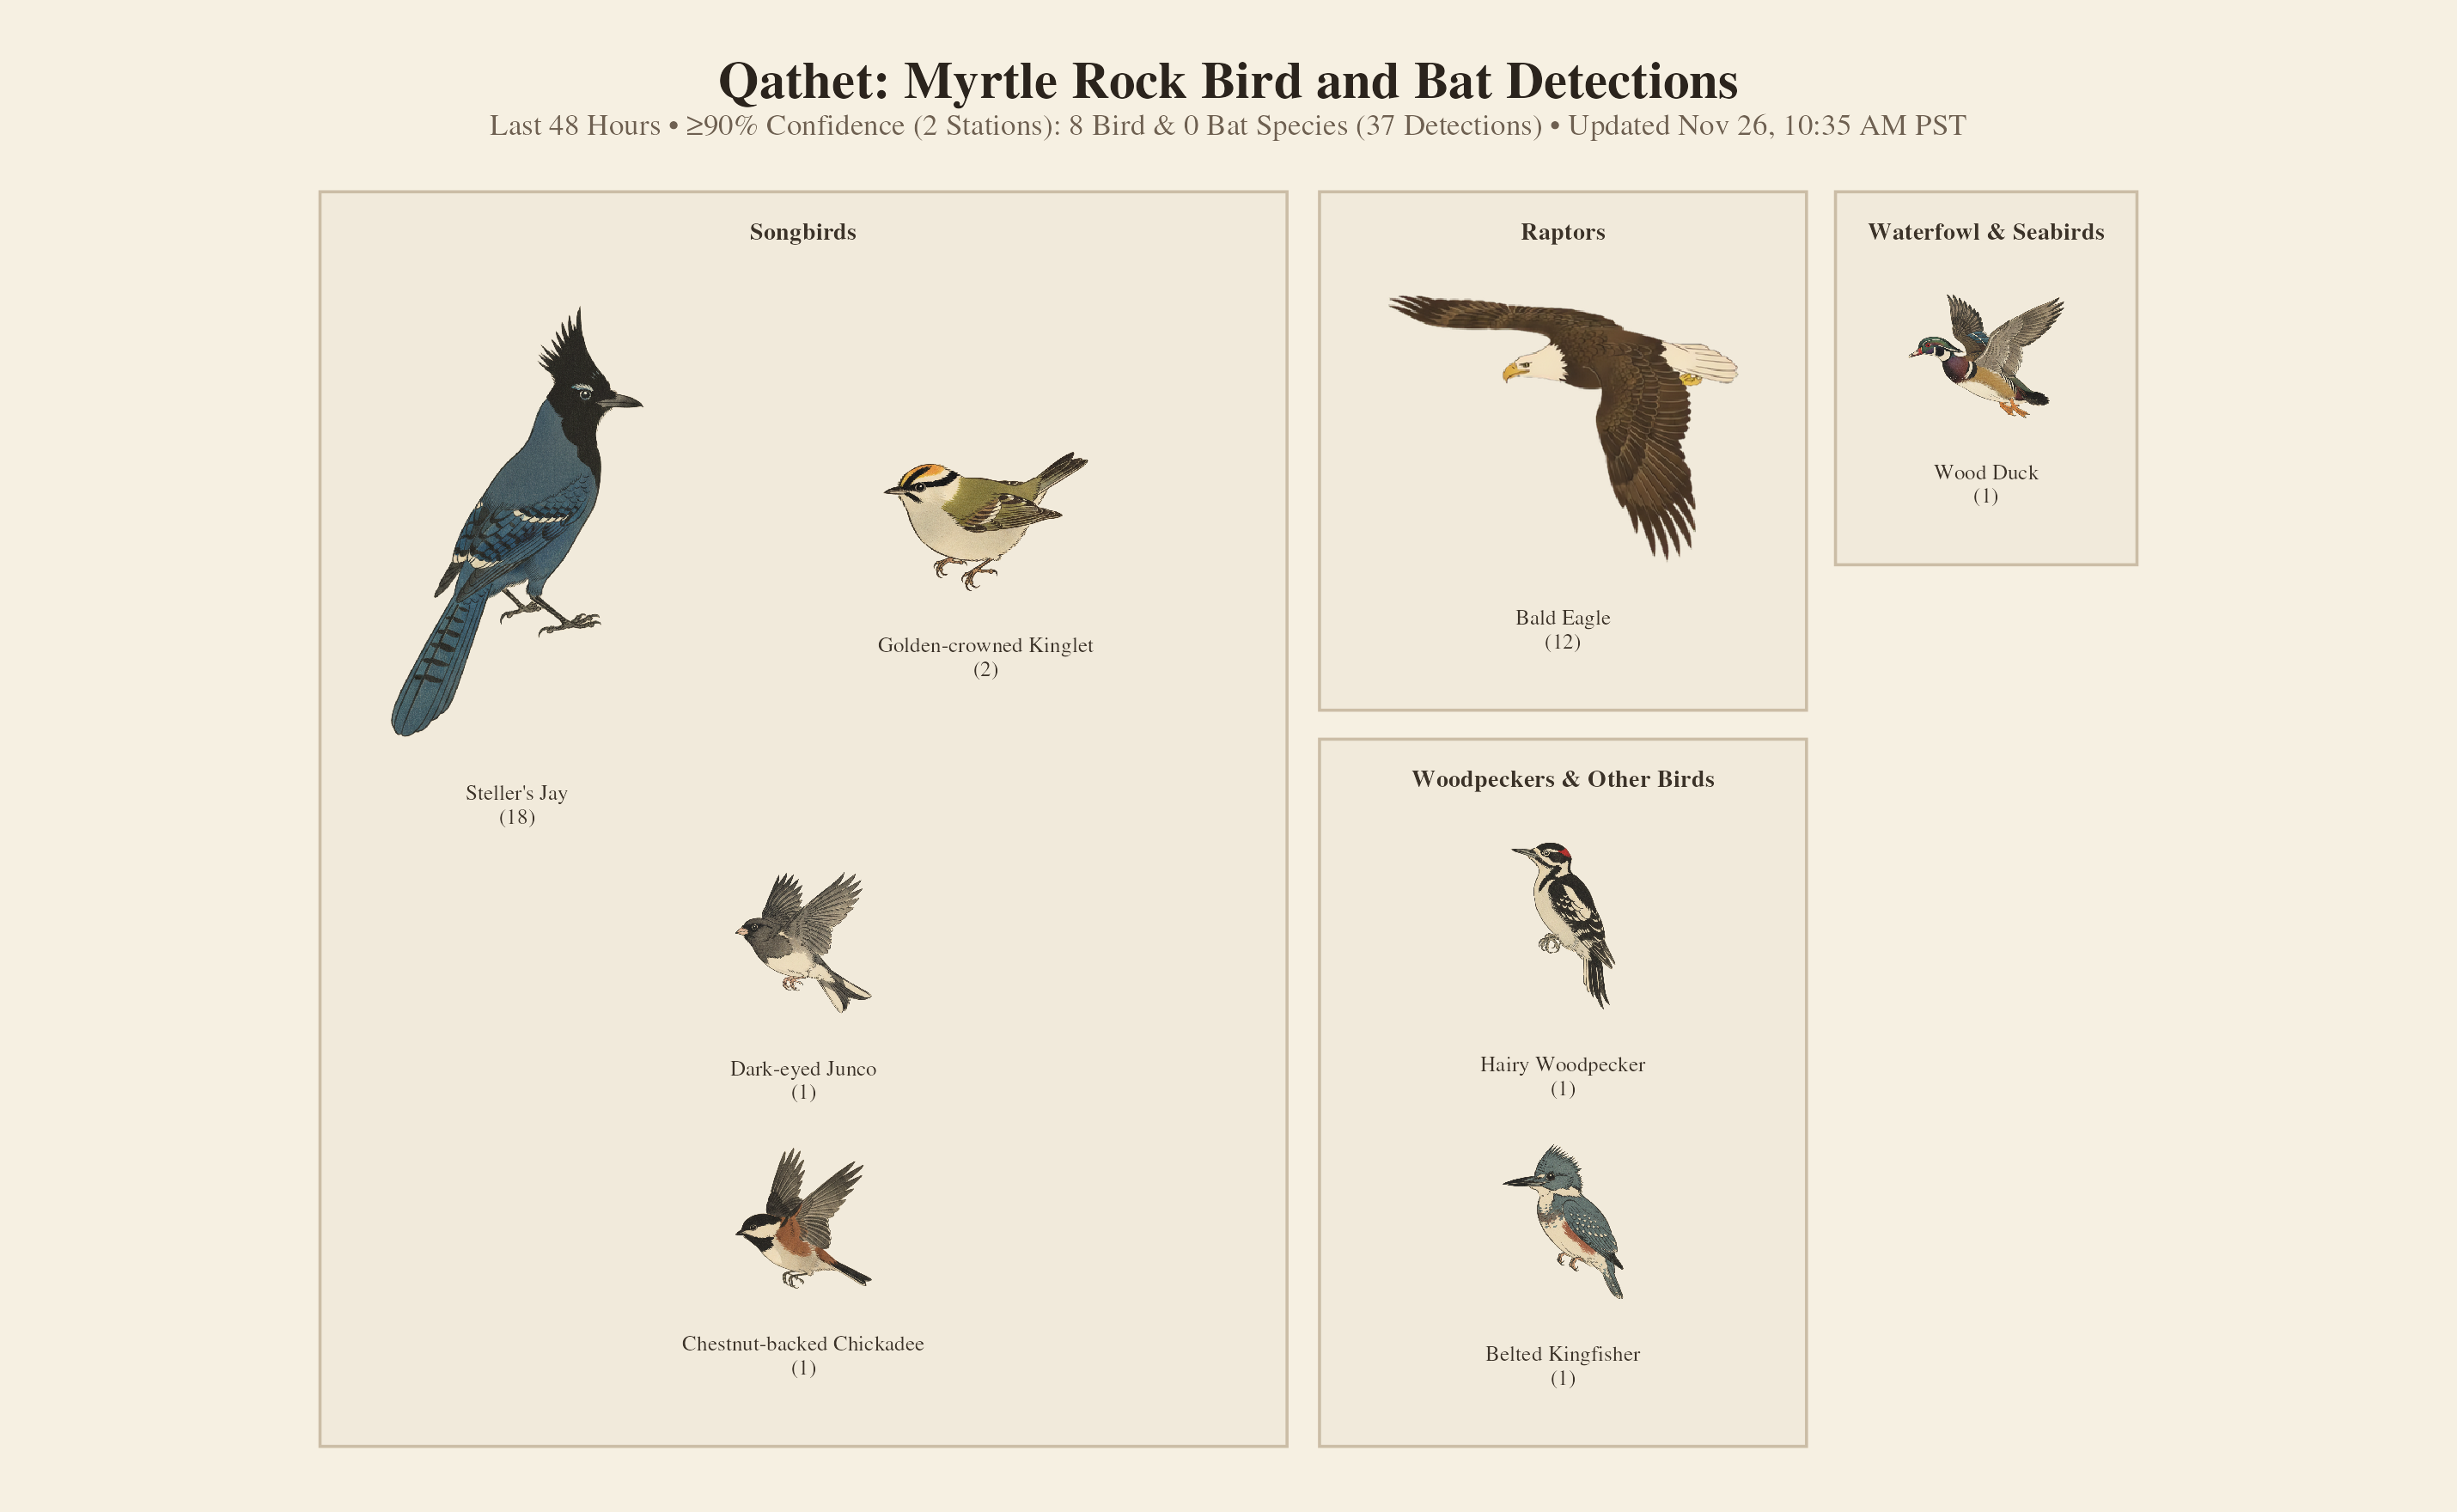 Qathet: Myrtle Rock Bird and Bat Detections
Last 48 Hours • ≥90% Confidence (2 Stations): 8 Bird & 0 Bat Species (37 Detections) • Updated Nov 26, 10:35 AM PST
Songbirds
Steller's Jay
(18)
Golden-crowned Kinglet
(2)
Dark-eyed Junco
(1)
Chestnut-backed Chickadee
(1)
Raptors
Bald Eagle
(12)
Woodpeckers & Other Birds
Hairy Woodpecker
(1)
Belted Kingfisher
(1)
Waterfowl & Seabirds
Wood Duck
(1)